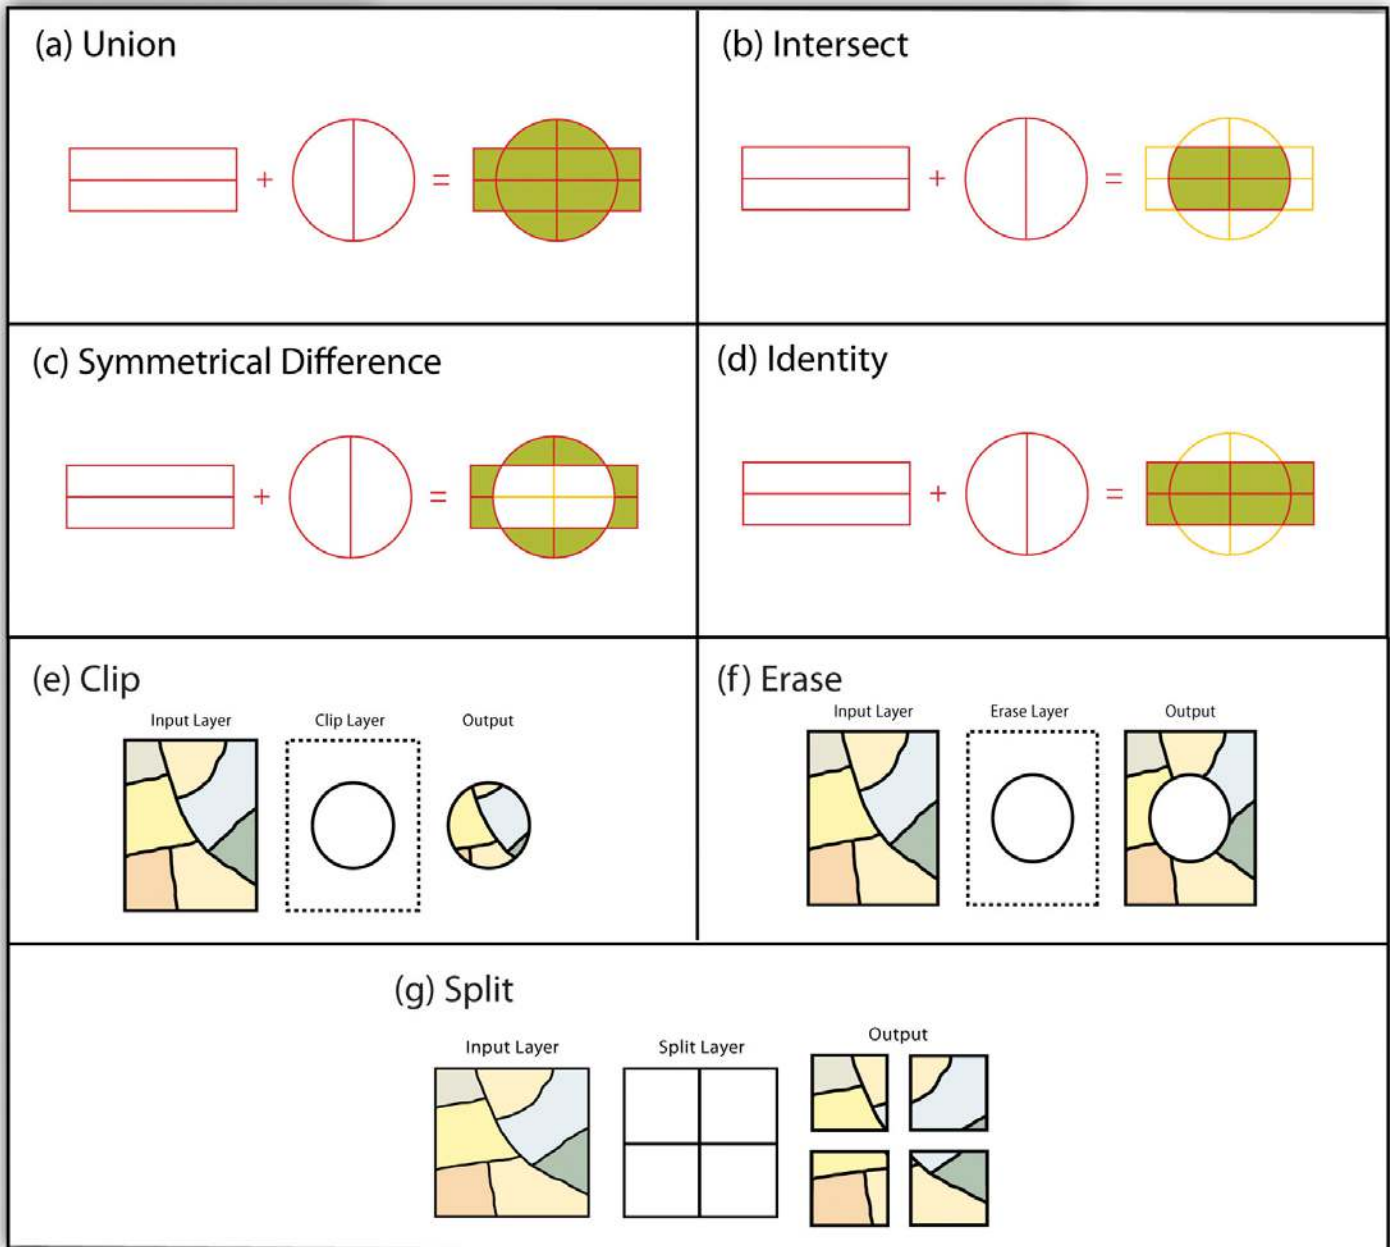 (a) Union
(b) Intersect
+ =
+ =
(c) Symmetrical Difference
(d) Identity
+ =
+ =
(e) Clip
Input Layer Clip Layer Output
(f) Erase
Input Layer Erase Layer Output
(g) Split
Input Layer Split Layer Output